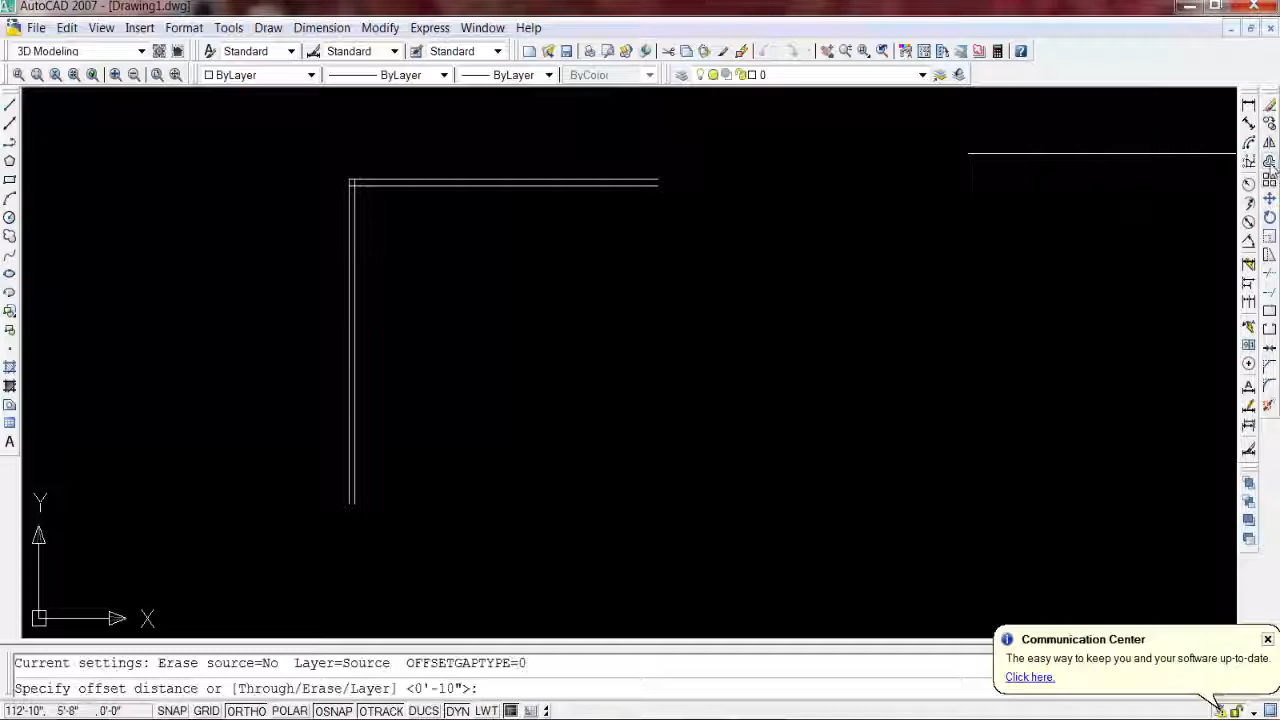 AutoCAD 2007 - [Drawing1.dwg]
File Edit View Insert Format Tools Draw Dimension Modify Express Window Help
3D Modeling Standard Standard Standard
ByLayer ByLayer ByLayer ByColor 0
A
Y
X
Communication Center
The easy way to keep you and your software up-to-date.
Click here.
Current settings: Erase source=No Layer=Source OFFSETGAPTYPE=0
Specify offset distance or [Through/Erase/Layer] <0'-10">:
112'-10", 5'-8" ,0'-0" SNAP GRID ORTHO POLAR OSNAP OTRACK DUCS DYN LWT